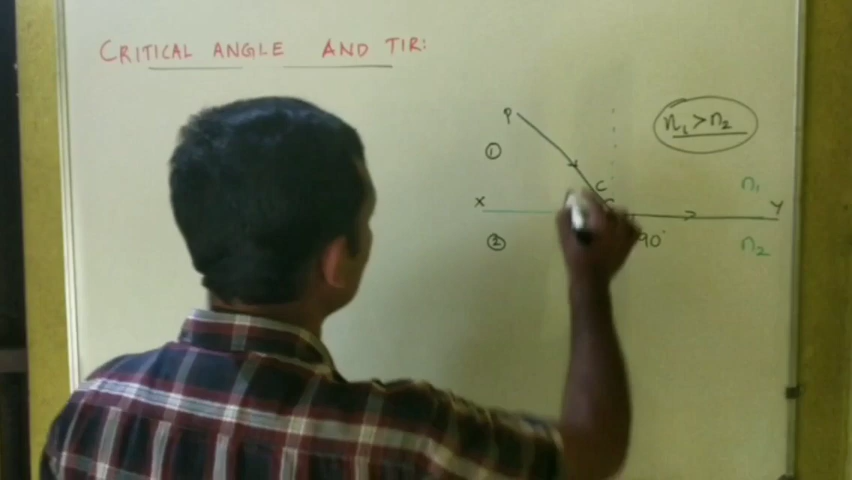 CRITICAL ANGLE AND TIR:
P
n₁ > n₂
①
C
n₁
X
Y
②
90°
n₂